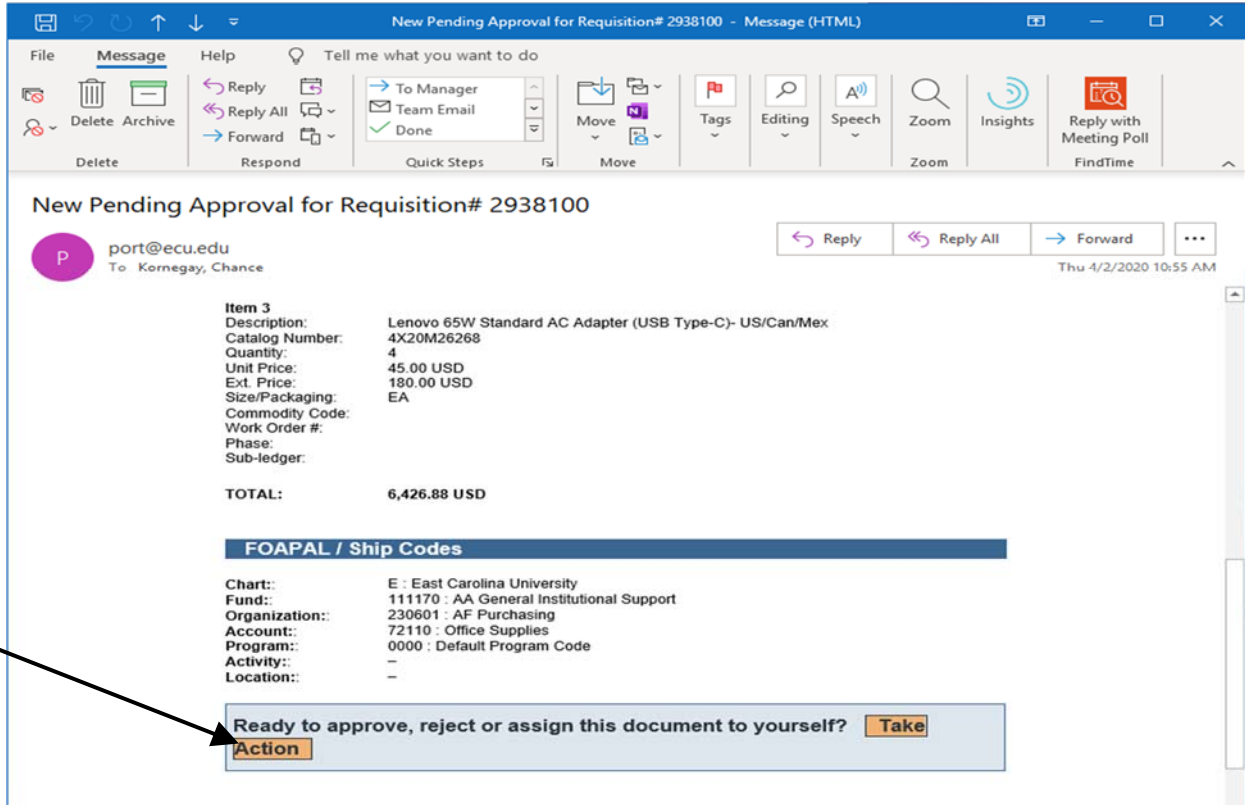 New Pending Approval for Requisition# 2938100 - Message (HTML)
File Message Help Tell me what you want to do
Delete Archive
Reply
Reply All
Forward
To Manager
Team Email
Done
Move
Tags
Editing
Speech
Zoom
Insights
Reply with
Meeting Poll
Delete Respond Quick Steps Move Zoom FindTime
New Pending Approval for Requisition# 2938100
P
port@ecu.edu
To Kornegay, Chance
Reply Reply All Forward ...
Thu 4/2/2020 10:55 AM
Item 3
Description: Lenovo 65W Standard AC Adapter (USB Type-C)- US/Can/Mex
Catalog Number: 4X20M26268
Quantity: 4
Unit Price: 45.00 USD
Ext. Price: 180.00 USD
Size/Packaging: EA
Commodity Code:
Work Order #:
Phase:
Sub-ledger:
TOTAL: 6,426.88 USD
FOAPAL / Ship Codes
Chart:: E : East Carolina University
Fund:: 111170 : AA General Institutional Support
Organization:: 230601 : AF Purchasing
Account:: 72110 : Office Supplies
Program:: 0000 : Default Program Code
Activity:: –
Location:: –
Ready to approve, reject or assign this document to yourself? Take
Action